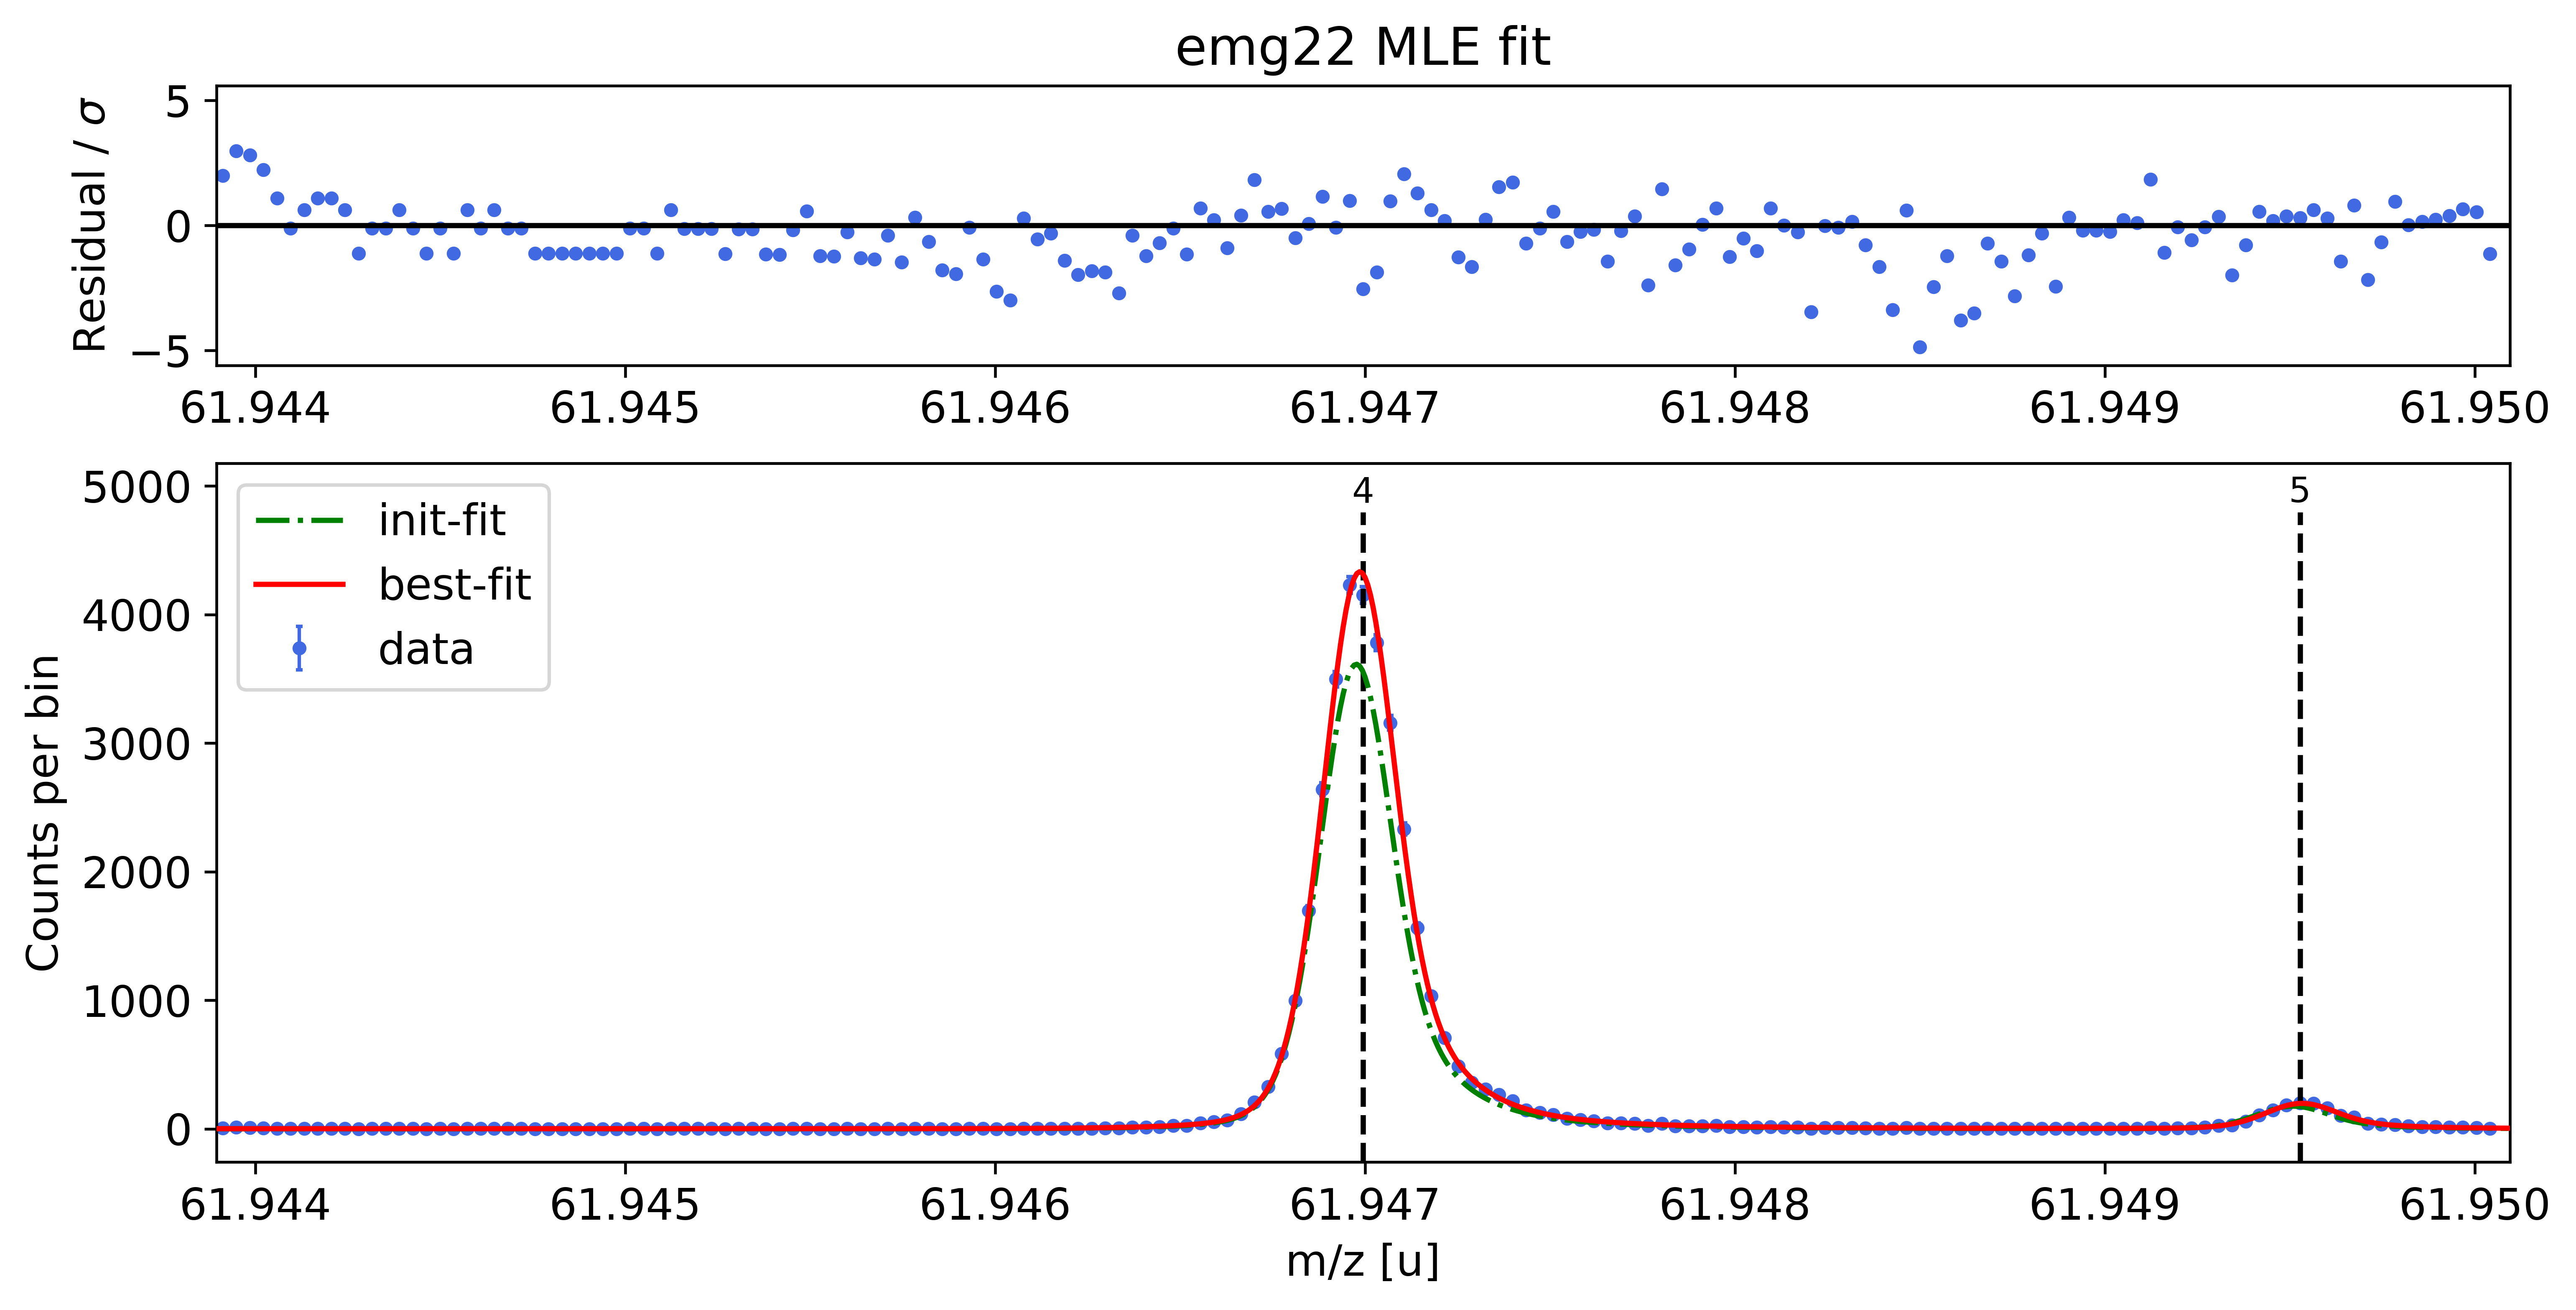 emg22 MLE fit
5
0
−5
Residual / σ
61.944 61.945 61.946 61.947 61.948 61.949 61.950
5000
4000
3000
2000
1000
0
Counts per bin
init-fit
best-fit
data
4 5
61.944 61.945 61.946 61.947 61.948 61.949 61.950
m/z [u]